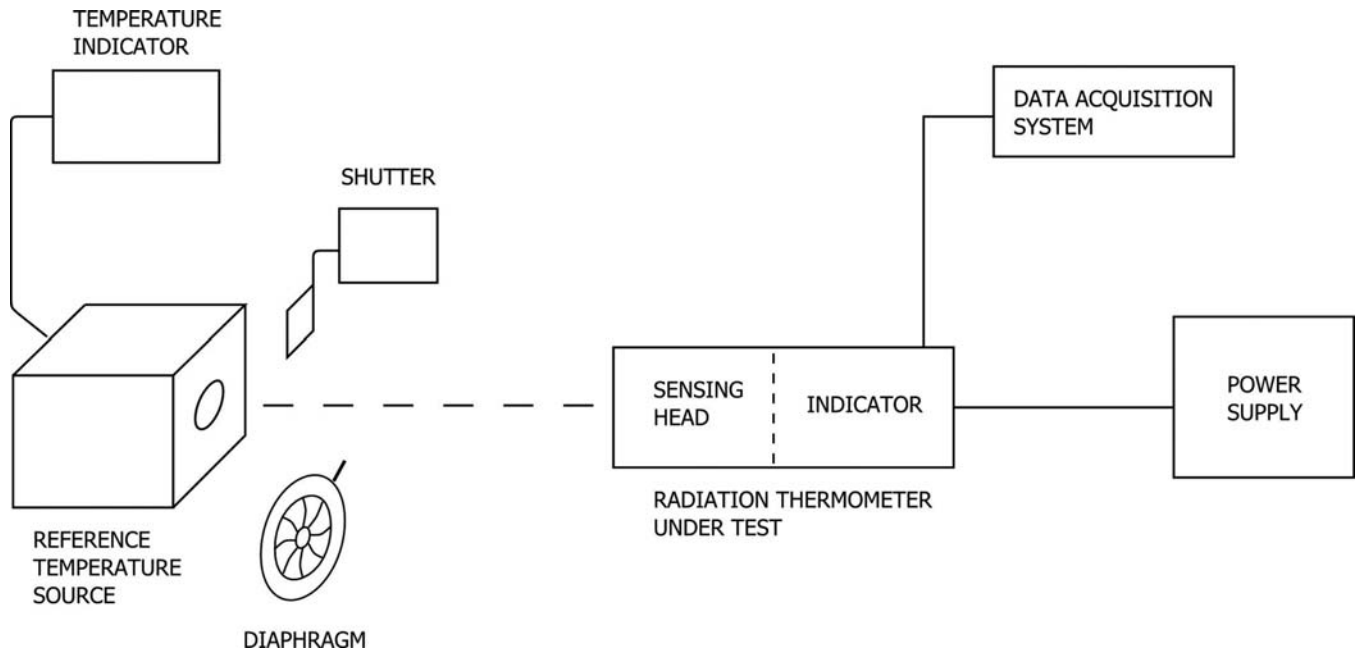 TEMPERATURE
INDICATOR
DATA ACQUISITION
SYSTEM
SHUTTER
SENSING
HEAD
INDICATOR
POWER
SUPPLY
RADIATION THERMOMETER
UNDER TEST
REFERENCE
TEMPERATURE
SOURCE
DIAPHRAGM